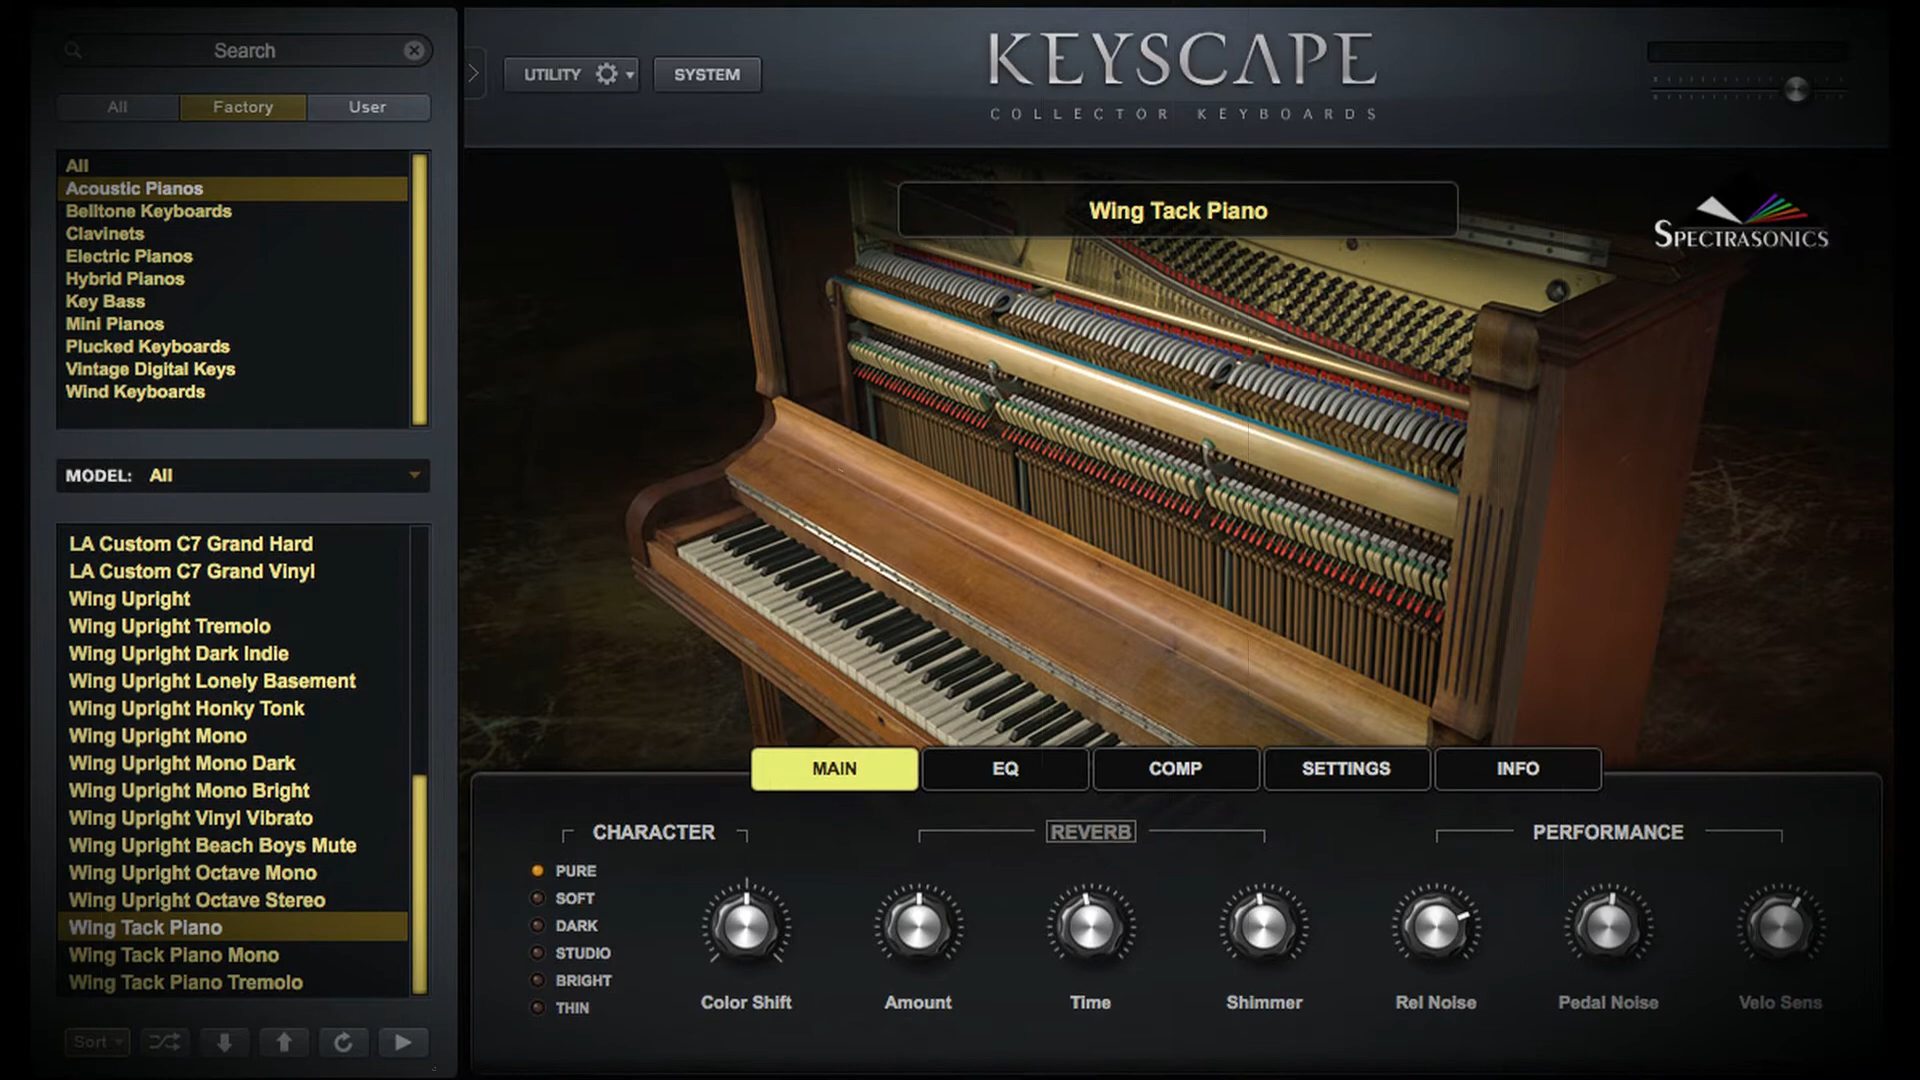 Search
All Factory User
All
Acoustic Pianos
Belltone Keyboards
Clavinets
Electric Pianos
Hybrid Pianos
Key Bass
Mini Pianos
Plucked Keyboards
Vintage Digital Keys
Wind Keyboards
MODEL: All
LA Custom C7 Grand Hard
LA Custom C7 Grand Vinyl
Wing Upright
Wing Upright Tremolo
Wing Upright Dark Indie
Wing Upright Lonely Basement
Wing Upright Honky Tonk
Wing Upright Mono
Wing Upright Mono Dark
Wing Upright Mono Bright
Wing Upright Vinyl Vibrato
Wing Upright Beach Boys Mute
Wing Upright Octave Mono
Wing Upright Octave Stereo
Wing Tack Piano
Wing Tack Piano Mono
Wing Tack Piano Tremolo
Sort
UTILITY SYSTEM
KEYSCAPE
COLLECTOR KEYBOARDS
Wing Tack Piano
SPECTRASONICS
MAIN EQ COMP SETTINGS INFO
CHARACTER REVERB PERFORMANCE
PURE
SOFT
DARK
STUDIO
BRIGHT
THIN
Color Shift Amount Time Shimmer Rel Noise Pedal Noise Velo Sens